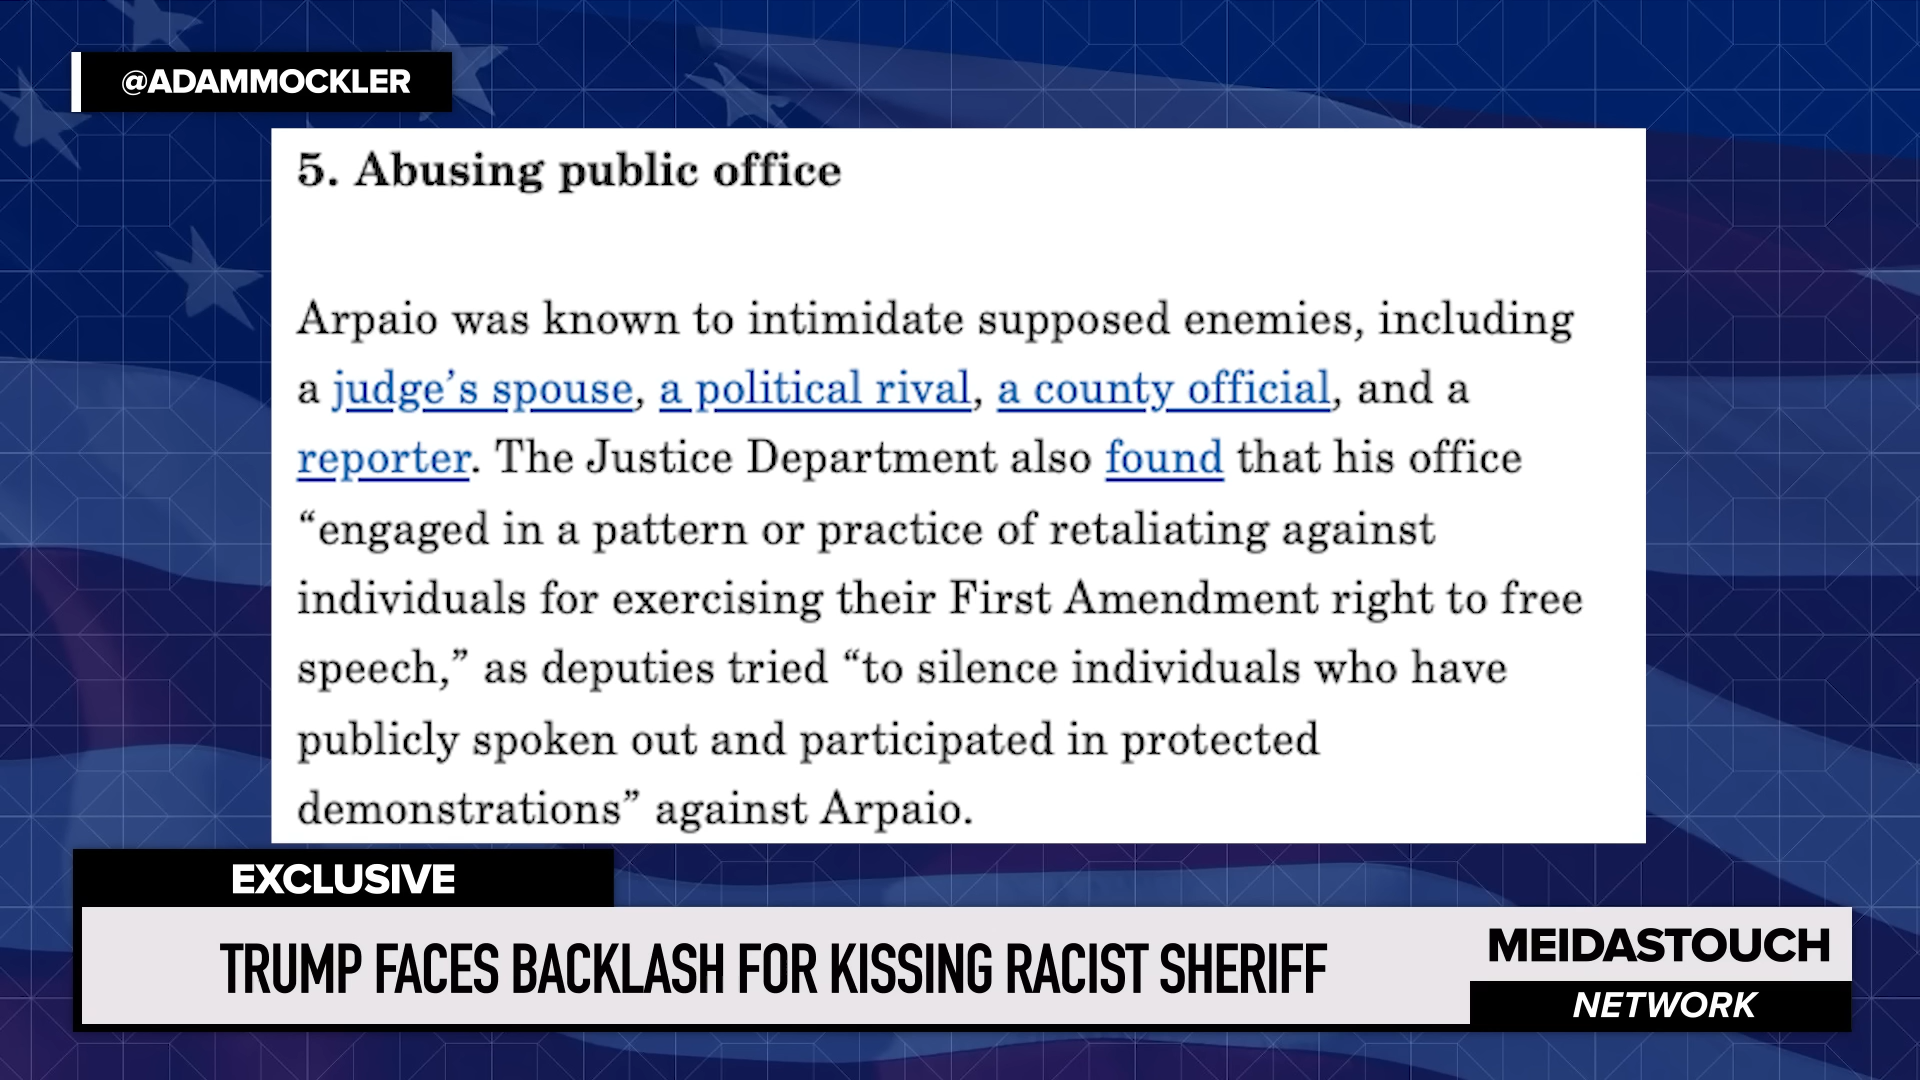 @ADAMMOCKLER
5. Abusing public office
Arpaio was known to intimidate supposed enemies, including
a judge’s spouse, a political rival, a county official, and a
reporter. The Justice Department also found that his office
“engaged in a pattern or practice of retaliating against
individuals for exercising their First Amendment right to free
speech,” as deputies tried “to silence individuals who have
publicly spoken out and participated in protected
demonstrations” against Arpaio.
EXCLUSIVE
TRUMP FACES BACKLASH FOR KISSING RACIST SHERIFF
MEIDASTOUCH
NETWORK